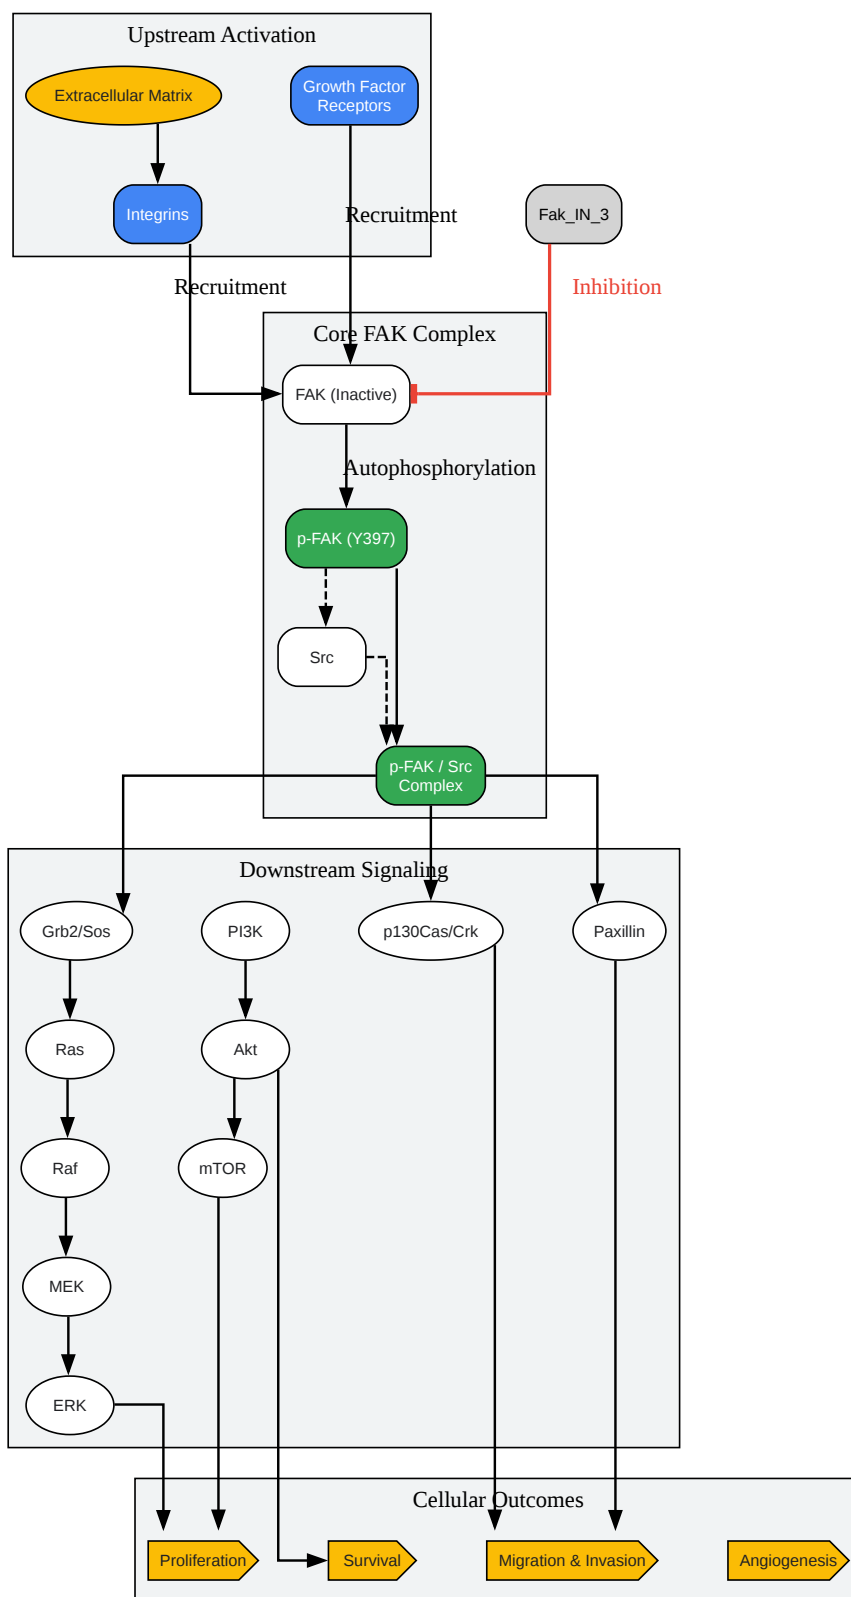 Upstream Activation
Extracellular Matrix
Growth Factor
Receptors
Integrins
Recruitment
Fak_IN_3
Recruitment
Inhibition
Core FAK Complex
FAK (Inactive)
Autophosphorylation
p-FAK (Y397)
Src
p-FAK / Src
Complex
Downstream Signaling
Grb2/Sos
PI3K
p130Cas/Crk
Paxillin
Ras
Akt
Raf
mTOR
MEK
ERK
Cellular Outcomes
Proliferation
Survival
Migration & Invasion
Angiogenesis